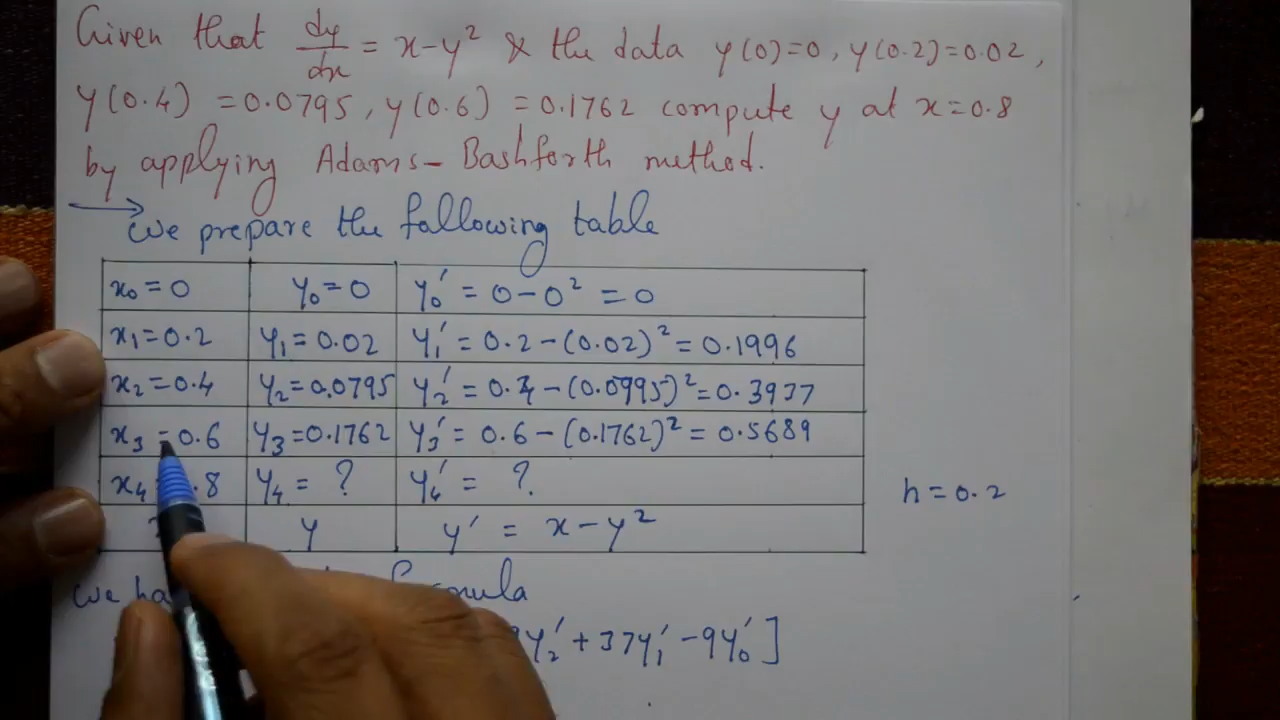 Given that dy/dx = x-y² & the data y(0)=0, y(0.2)=0.02,
y(0.4) =0.0795, y(0.6) =0.1762 compute y at x=0.8
by applying Adams-Bashforth method.
We prepare the following table
x₀=0 y₀=0 y₀′ = 0-0² = 0
x₁=0.2 y₁=0.02 y₁′ = 0.2-(0.02)² = 0.1996
x₂=0.4 y₂=0.0795 y₂′ = 0.4-(0.0995)² = 0.3937
x₃=0.6 y₃=0.1762 y₃′ = 0.6-(0.1762)² = 0.5689
x₄ .8 y₄ = ? y₄′ = ?
h=0.2
y y′ = x-y²
We
y₂′+37y₁′-9y₀′]